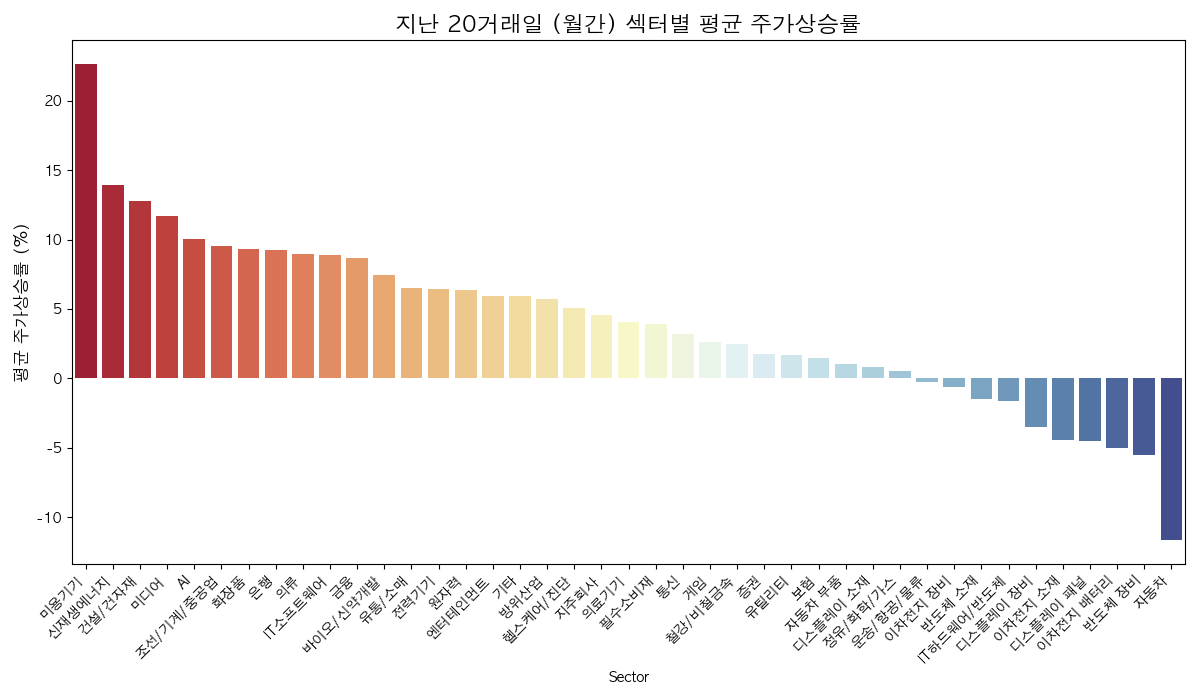 지난 20거래일 (월간) 섹터별 평균 주가상승률
평균 주가상승률 (%)
20
15
10
5
0
-5
-10
미용기기
신재생에너지
건설/건자재
미디어
AI
조선/기계/중공업
화장품
은행
의류
IT소프트웨어
금융
바이오/신약개발
유통/소매
전력기기
원자력
엔터테인먼트
기타
방위산업
헬스케어/진단
지주회사
의료기기
필수소비재
통신
게임
철강/비철금속
증권
유틸리티
보험
자동차 부품
디스플레이 소재
정유/화학/가스
운송/항공/물류
이차전지 장비
반도체 소재
IT하드웨어/반도체
디스플레이 장비
이차전지 소재
디스플레이 패널
이차전지 배터리
반도체 장비
자동차
Sector